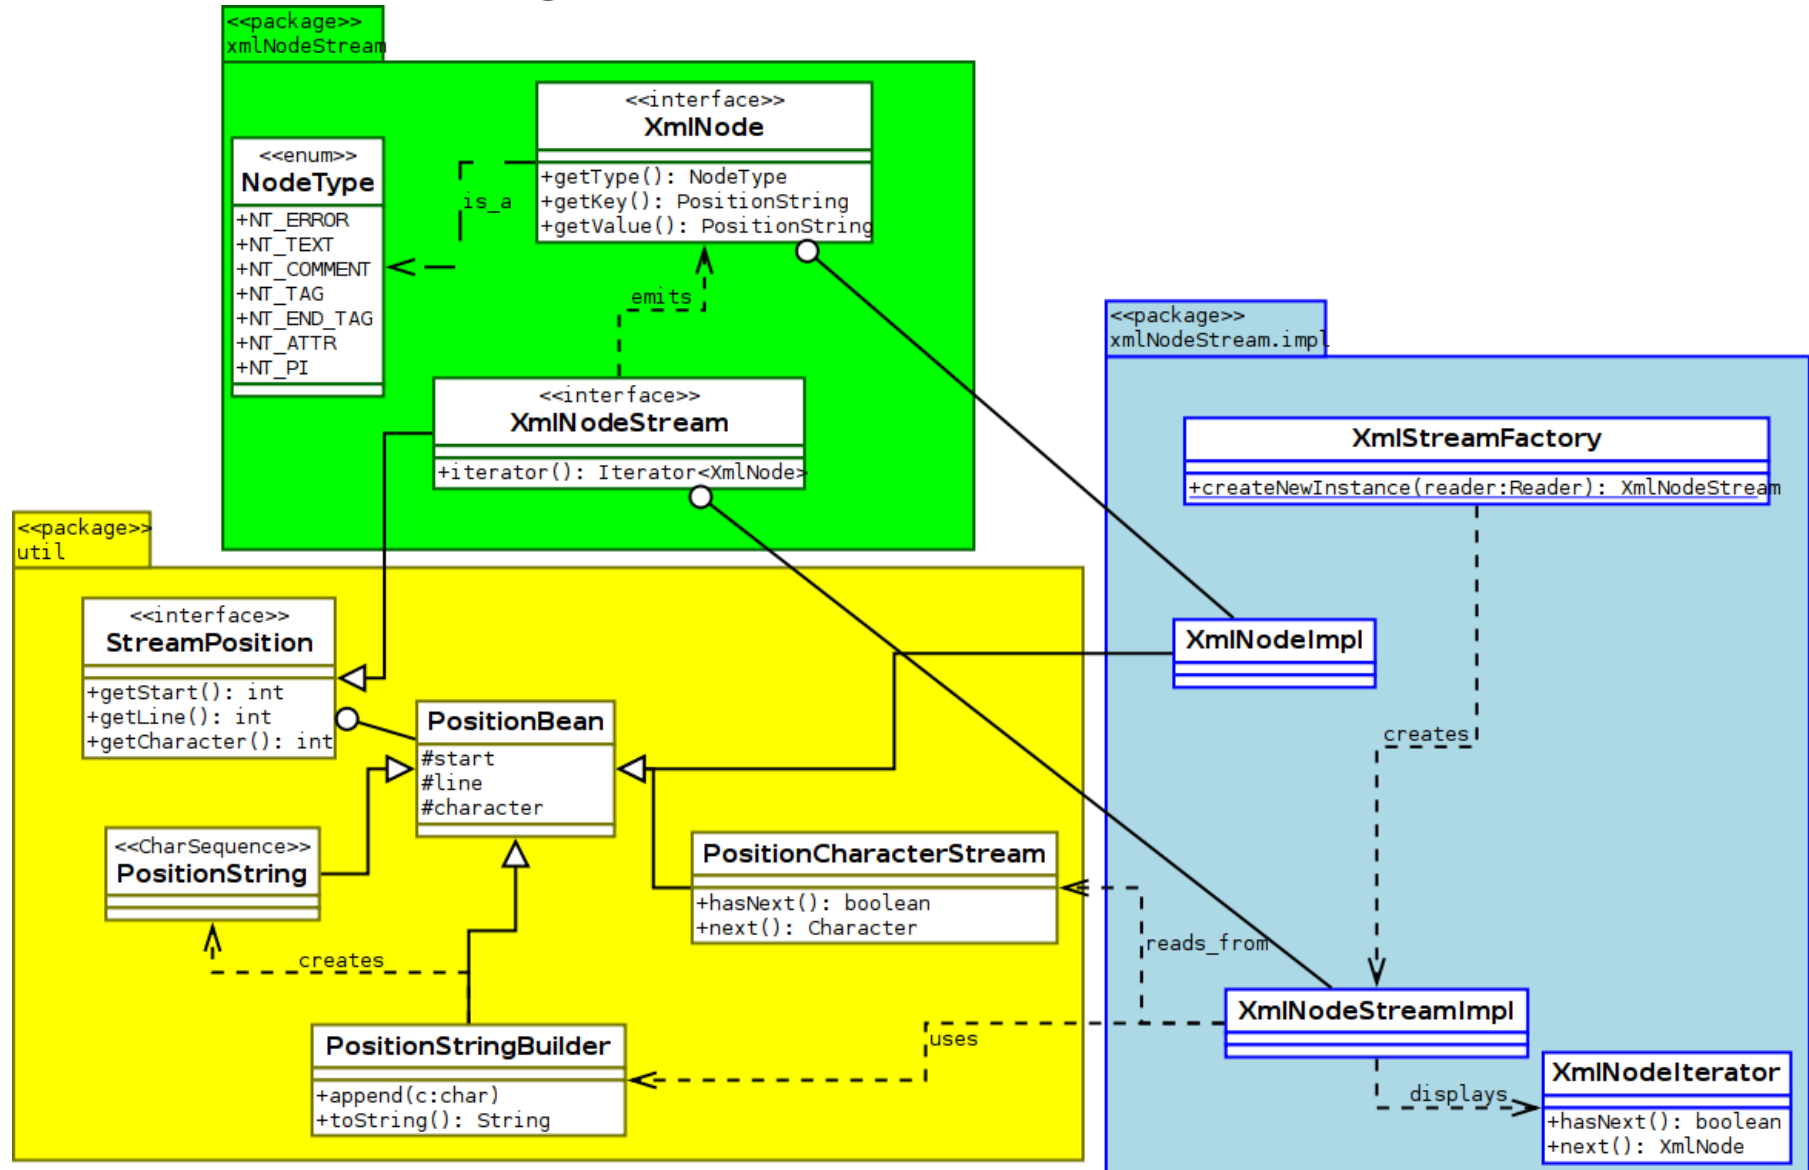 <<package>>
xmlNodeStream
<<interface>>
XmlNode
+getType(): NodeType
+getKey(): PositionString
+getValue(): PositionString
<<enum>>
NodeType
+NT_ERROR
+NT_TEXT
+NT_COMMENT
+NT_TAG
+NT_END_TAG
+NT_ATTR
+NT_PI
is_a
emits
<<interface>>
XmlNodeStream
+iterator(): Iterator<XmlNode>
<<package>>
xmlNodeStream.impl
XmlStreamFactory
+createNewInstance(reader:Reader): XmlNodeStream
XmlNodeImpl
creates
XmlNodeStreamImpl
displays
XmlNodeIterator
+hasNext(): boolean
+next(): XmlNode
<<package>>
util
<<interface>>
StreamPosition
+getStart(): int
+getLine(): int
+getCharacter(): int
PositionBean
#start
#line
#character
<<CharSequence>>
PositionString
PositionCharacterStream
+hasNext(): boolean
+next(): Character
reads_from
creates
uses
PositionStringBuilder
+append(c:char)
+toString(): String